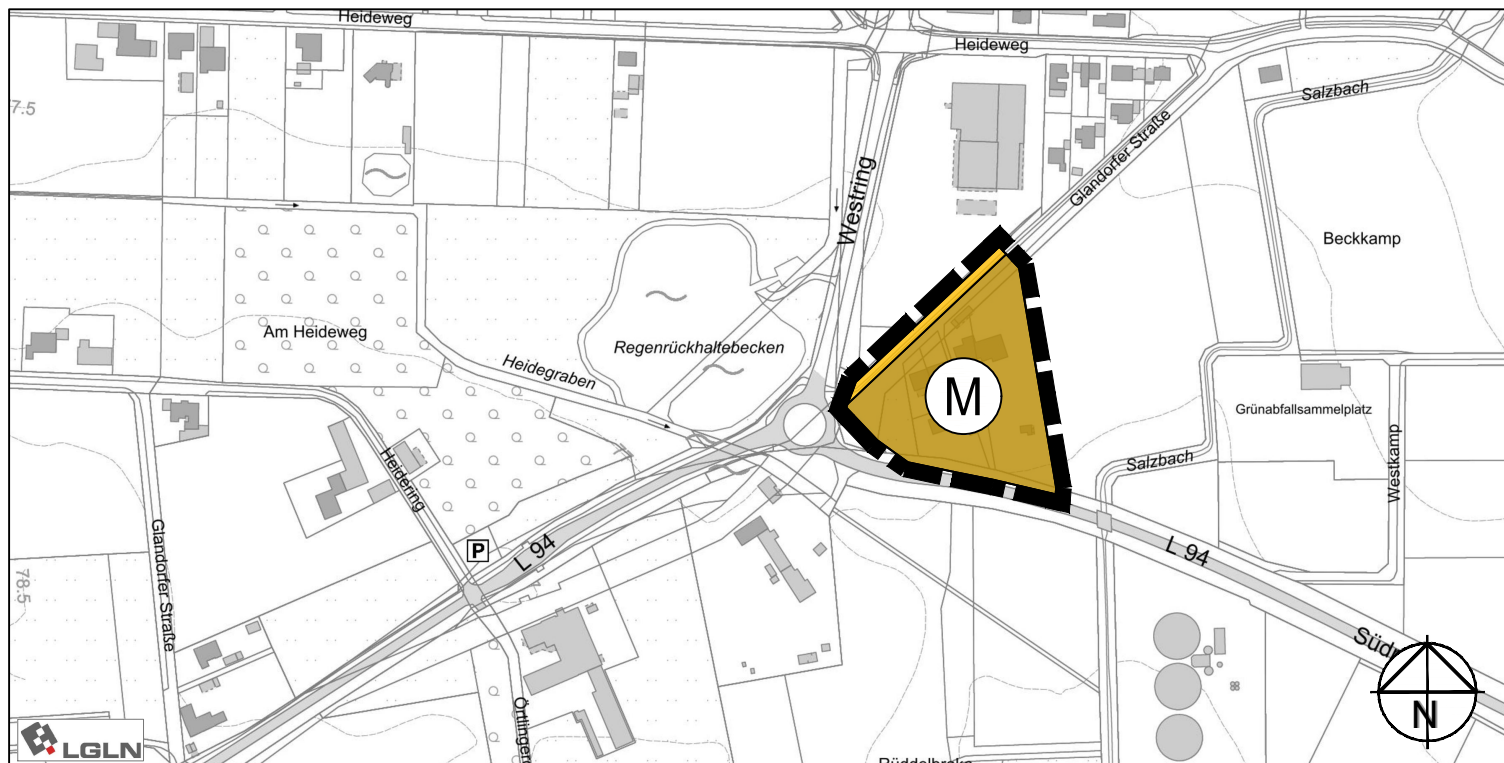 Heideweg
Heideweg
Salzbach
7.5
Glandorfer Straße
Westring
Beckkamp
Am Heideweg
Regenrückhaltebecken
Heidegraben
M
Grünabfallsammelplatz
Salzbach
Westkamp
Heidering
Glandorfer Straße
P
L 94
L 94
78.5
N
LGLN